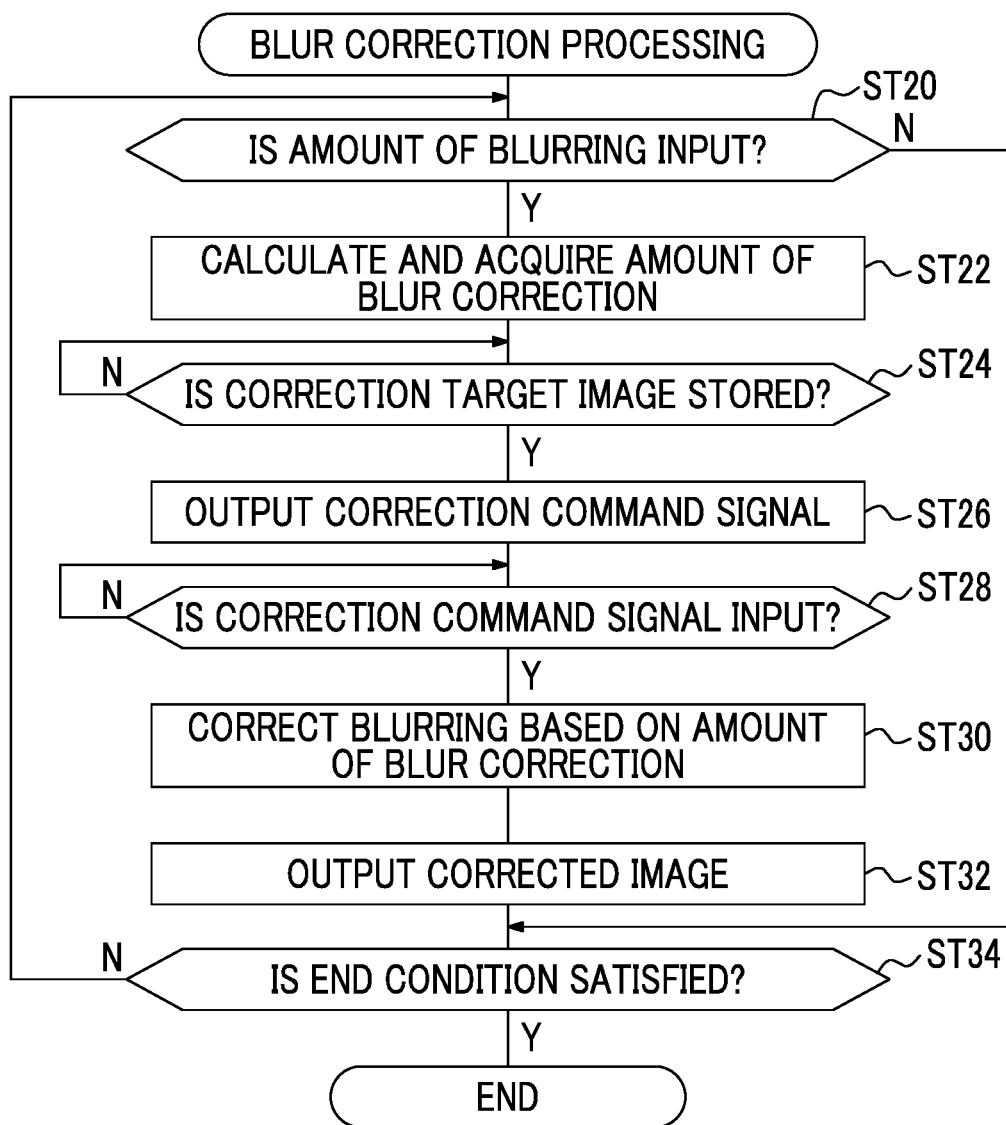 BLUR CORRECTION PROCESSING
ST20
IS AMOUNT OF BLURRING INPUT?
N
Y
CALCULATE AND ACQUIRE AMOUNT OF
BLUR CORRECTION
ST22
N
IS CORRECTION TARGET IMAGE STORED?
ST24
Y
OUTPUT CORRECTION COMMAND SIGNAL
ST26
N
IS CORRECTION COMMAND SIGNAL INPUT?
ST28
Y
CORRECT BLURRING BASED ON AMOUNT
OF BLUR CORRECTION
ST30
OUTPUT CORRECTED IMAGE
ST32
N
IS END CONDITION SATISFIED?
ST34
Y
END